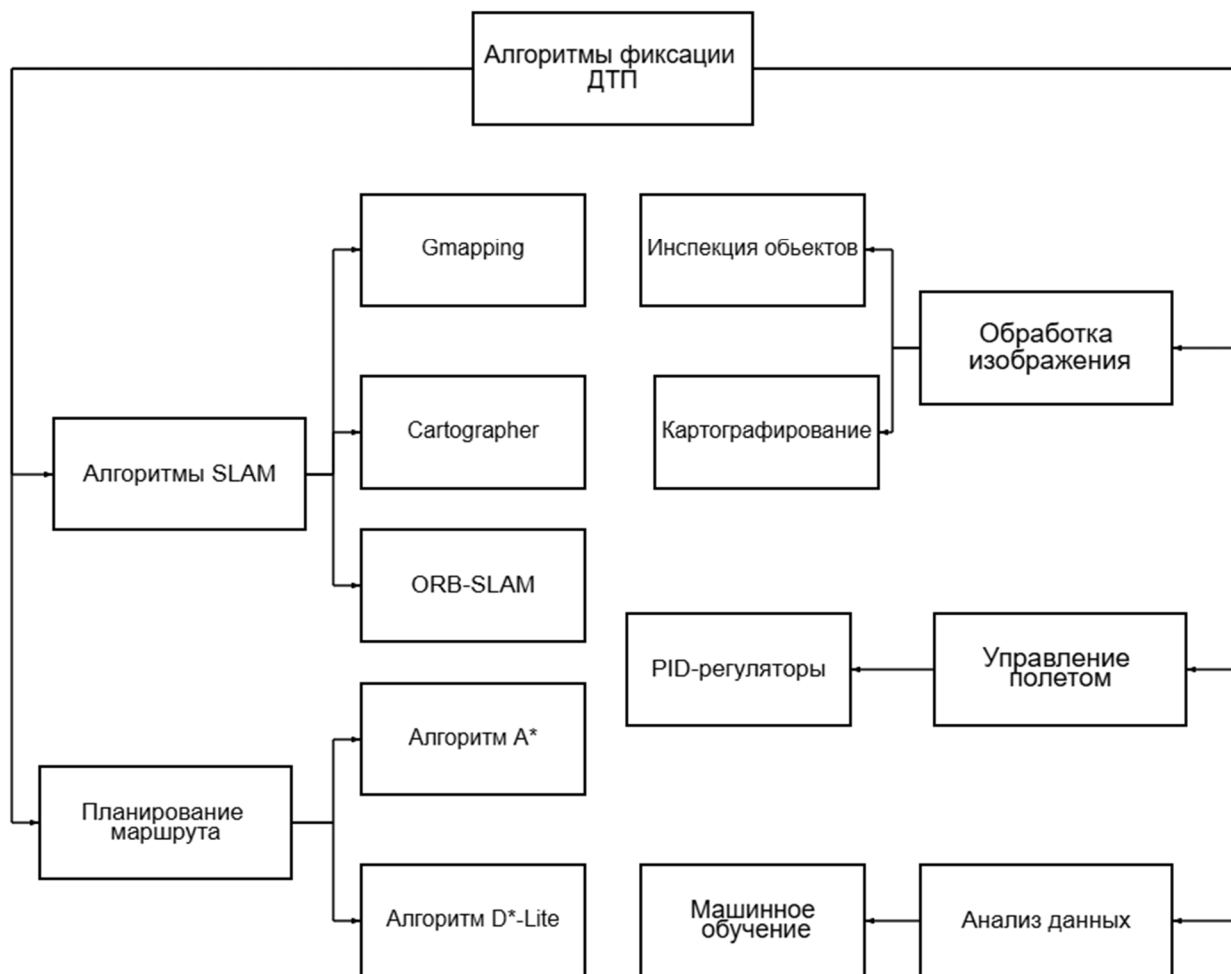 Алгоритмы фиксации
ДТП
Gmapping
Инспекция обьектов
Обработка
изображения
Cartographer
Картографирование
Алгоритмы SLAM
ORB-SLAM
PID-регуляторы
Управление
полетом
Алгоритм A*
Планирование
маршрута
Алгоритм D*-Lite
Машинное
обучение
Анализ данных